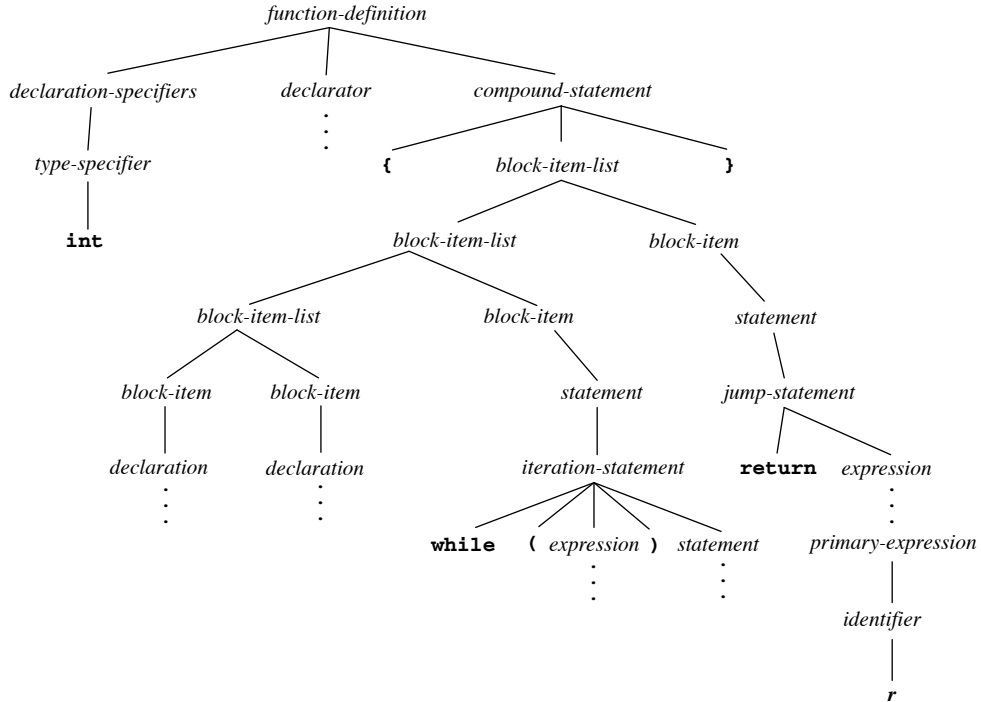 function-definition
declaration-specifiers declarator compound-statement
type-specifier { block-item-list }
int block-item-list block-item
block-item-list block-item statement
block-item block-item statement jump-statement
declaration declaration iteration-statement return expression
while ( expression ) statement primary-expression
identifier
r